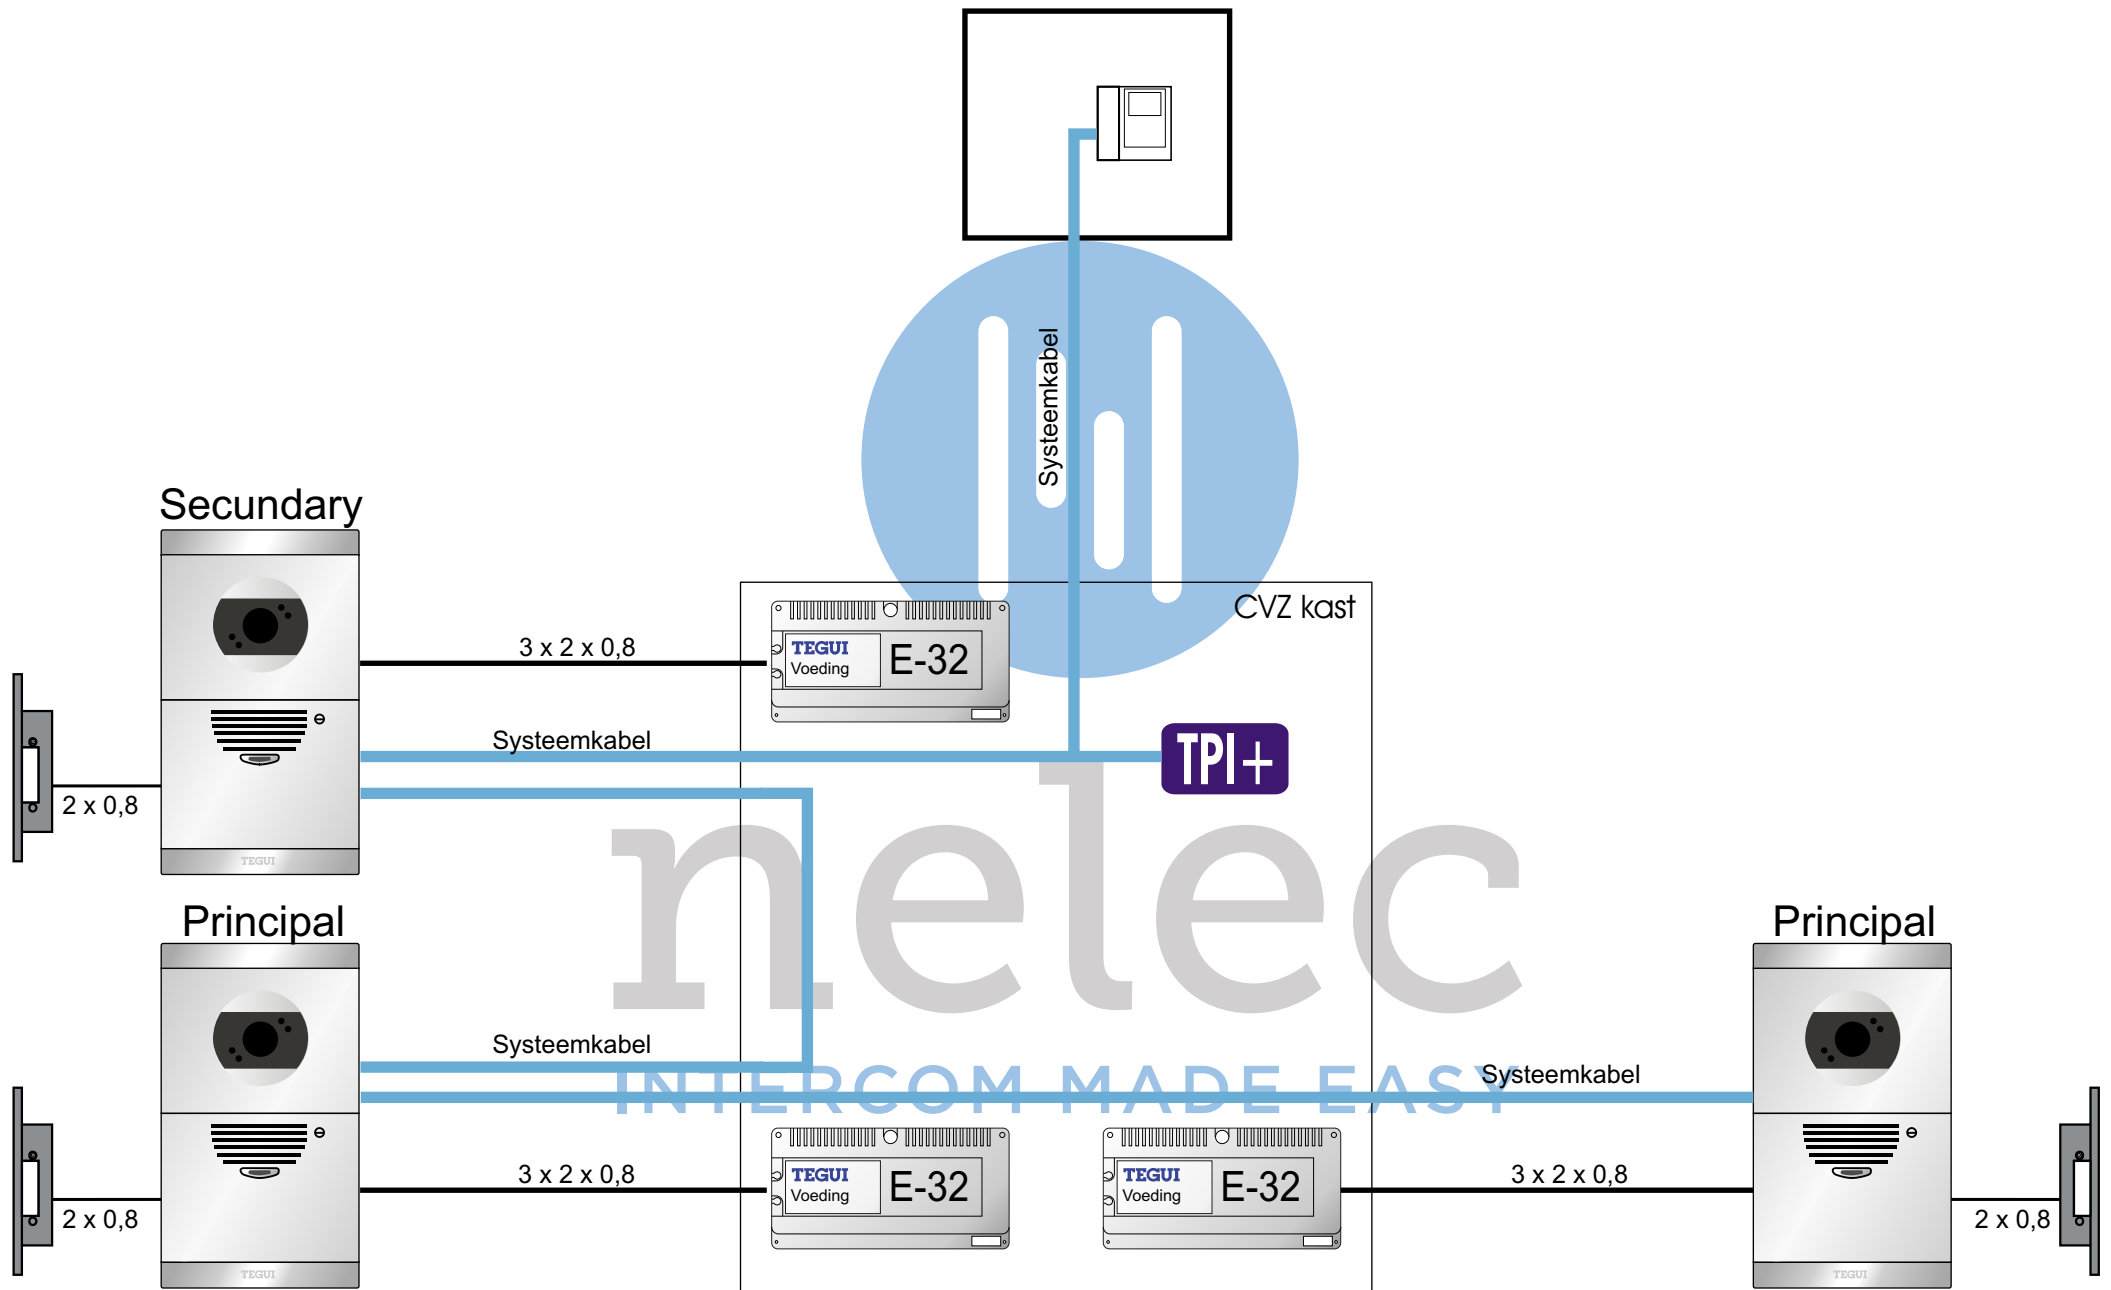 Systeemkabel
Secundary
CVZ kast
3 x 2 x 0,8
TEGUI
Voeding
E-32
Systeemkabel
TPI+
2 x 0,8
TEGUI
nelec
Principal
Principal
Systeemkabel
INTERCOM MADE EASY
Systeemkabel
3 x 2 x 0,8
TEGUI
Voeding
E-32
TEGUI
Voeding
E-32
3 x 2 x 0,8
2 x 0,8
2 x 0,8
TEGUI
TEGUI